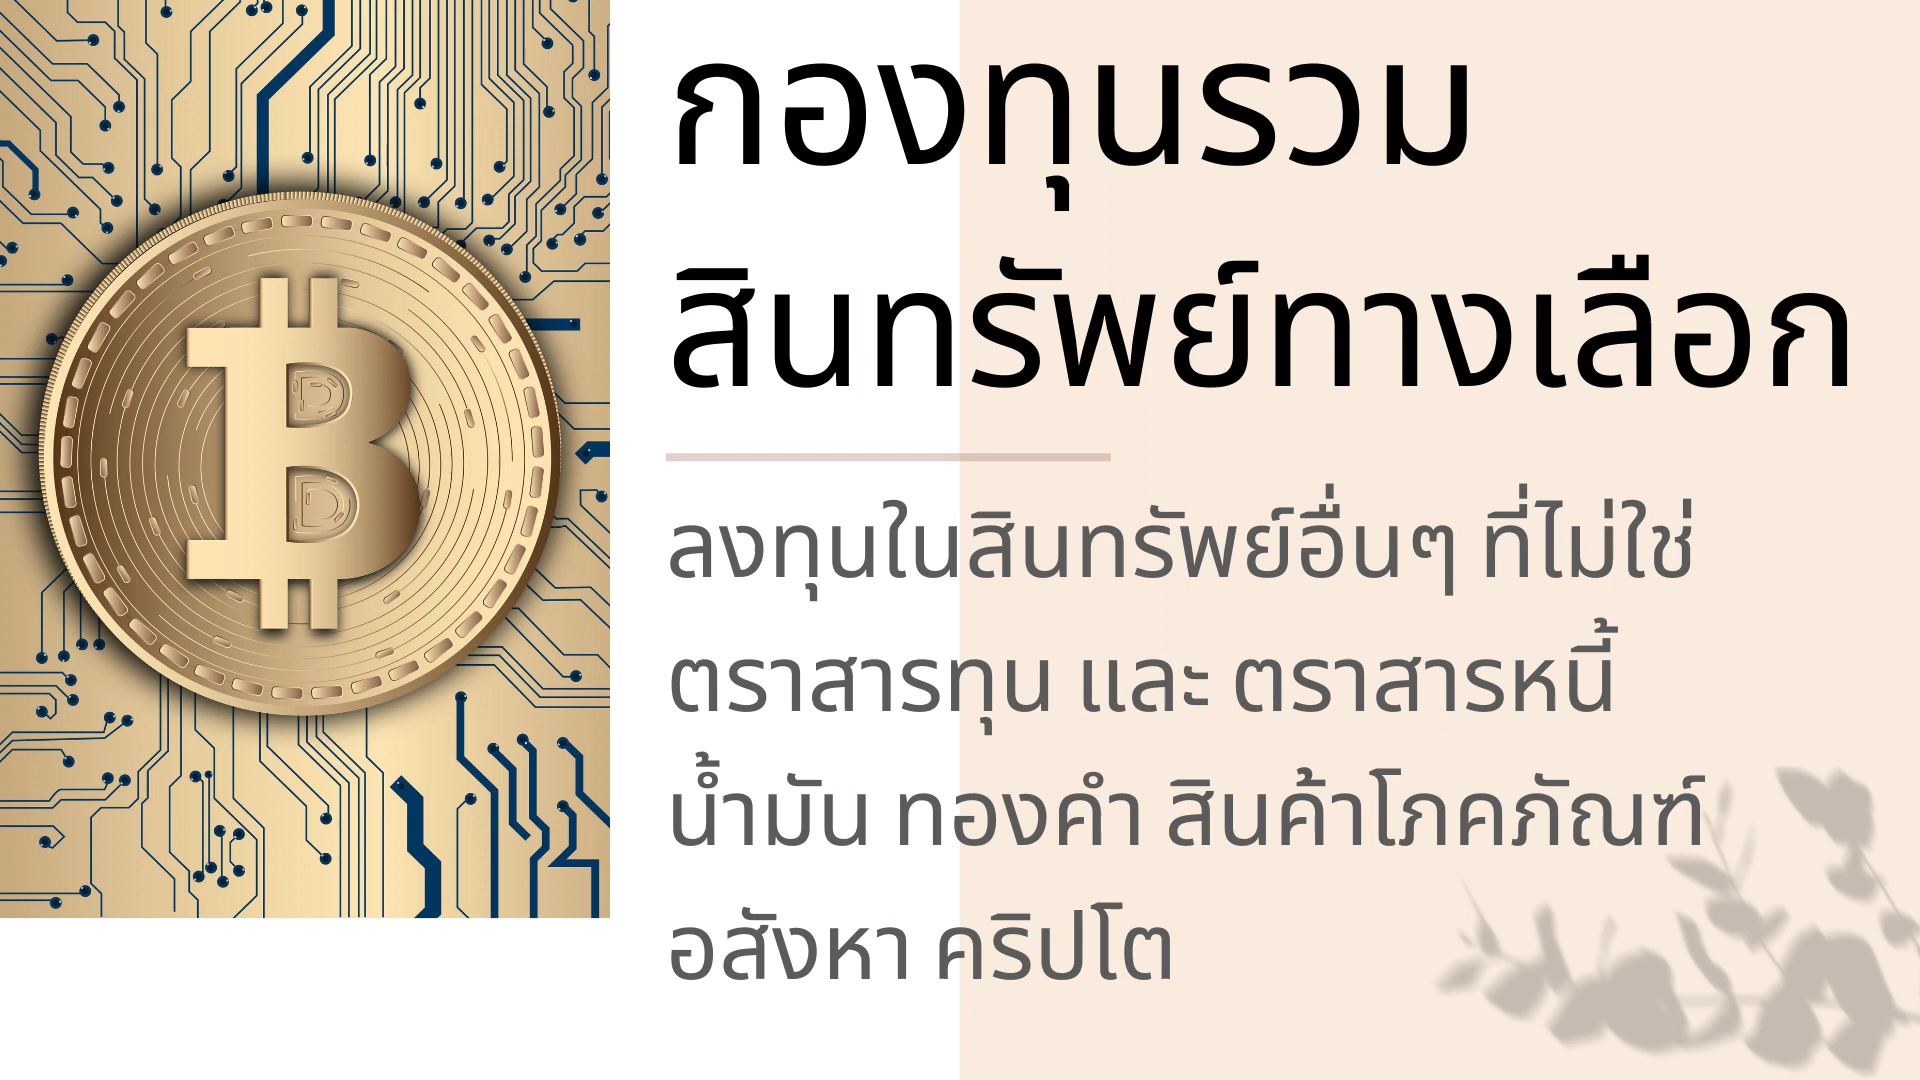 กองทุนรวม
สินทรัพย์ทางเลือก
ลงทุนในสินทรัพย์อื่นๆ ที่ไม่ใช่
ตราสารทุน และ ตราสารหนี้
น้ำมัน ทองคำ สินค้าโภคภัณฑ์
อสังหา คริปโต